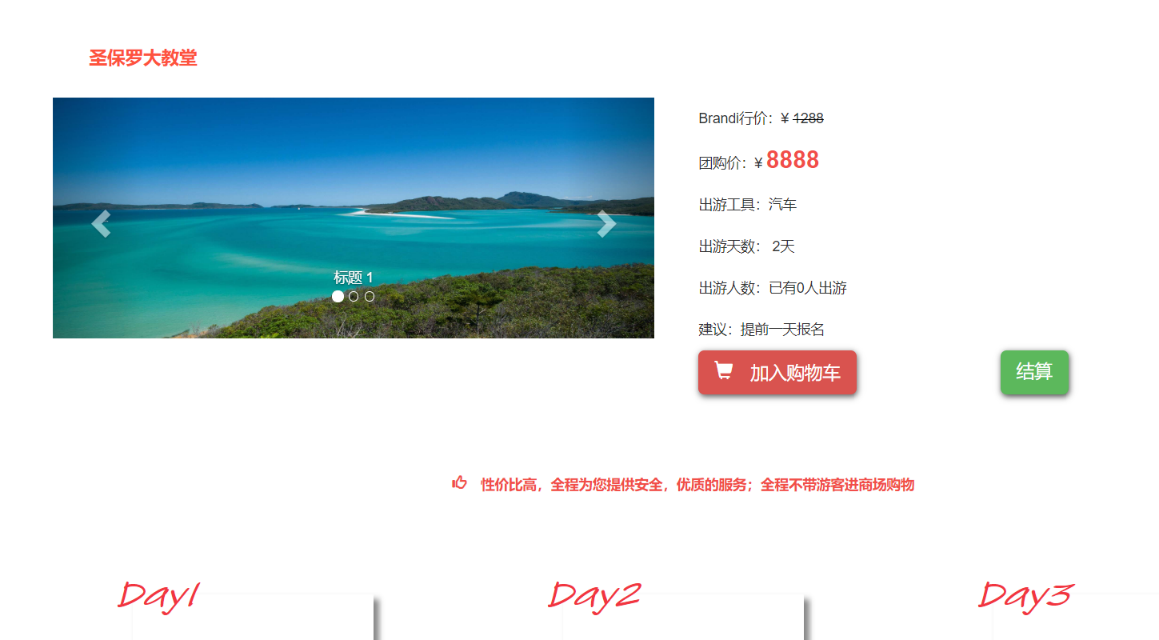 圣保罗大教堂
Brandi行价：¥ 1288
团购价：¥ 8888
出游工具：汽车
出游天数： 2天
标题 1
出游人数：已有0人出游
建议：提前一天报名
加入购物车
结算
性价比高，全程为您提供安全，优质的服务；全程不带游客进商场购物
Day1
Day2
Day3